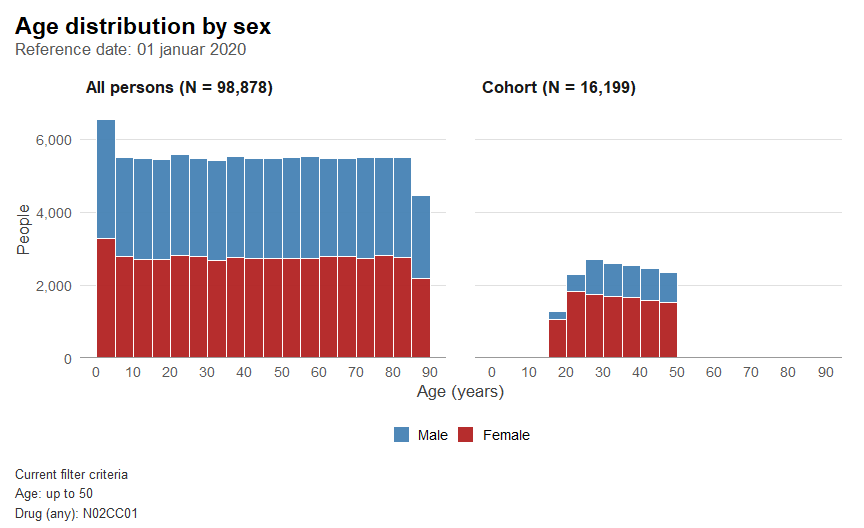 Age distribution by sex
Reference date: 01 januar 2020
All persons (N = 98,878)
Cohort (N = 16,199)
People
6,000
4,000
2,000
0
0 10 20 30 40 50 60 70 80 90
0 10 20 30 40 50 60 70 80 90
Age (years)
Male Female
Current filter criteria
Age: up to 50
Drug (any): N02CC01